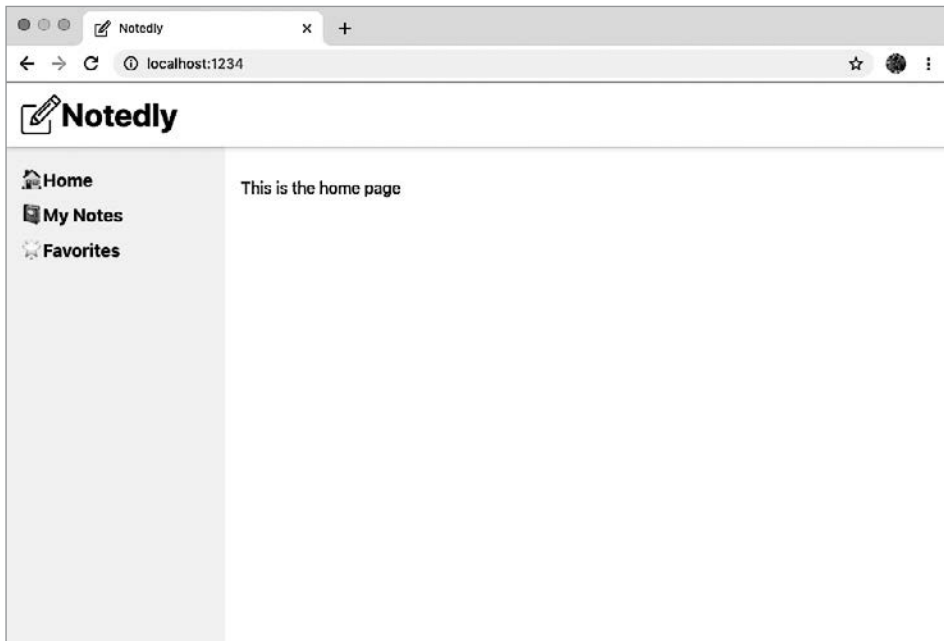 Notedly
localhost:1234
Notedly
Home
My Notes
Favorites
This is the home page